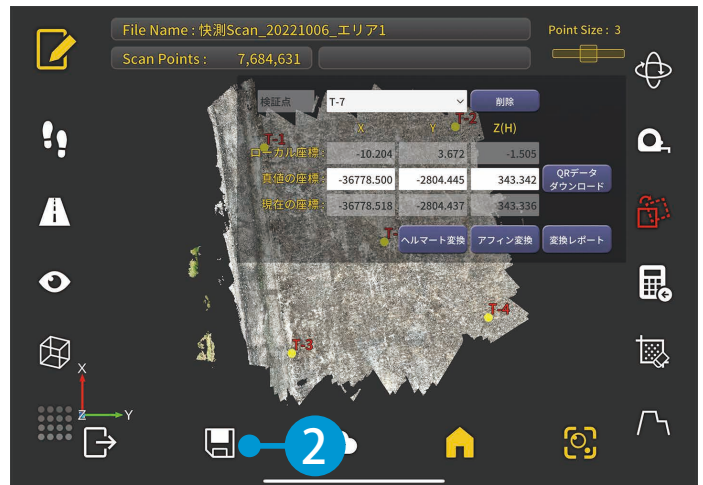 File Name : 快測Scan_20221006_エリア1
Point Size : 3
Scan Points : 7,684,631
検証点 T-7 削除
X Y Z(H)
ローカル座標 : -10.204 3.672 -1.505
真値の座標 : -36778.500 -2804.445 343.342 QRデータ
ダウンロード
現在の座標 : -36778.518 -2804.437 343.336
ヘルマート変換 アフィン変換 変換レポート
T-1
T-2
T-
T-4
T-3
X
Z Y
2